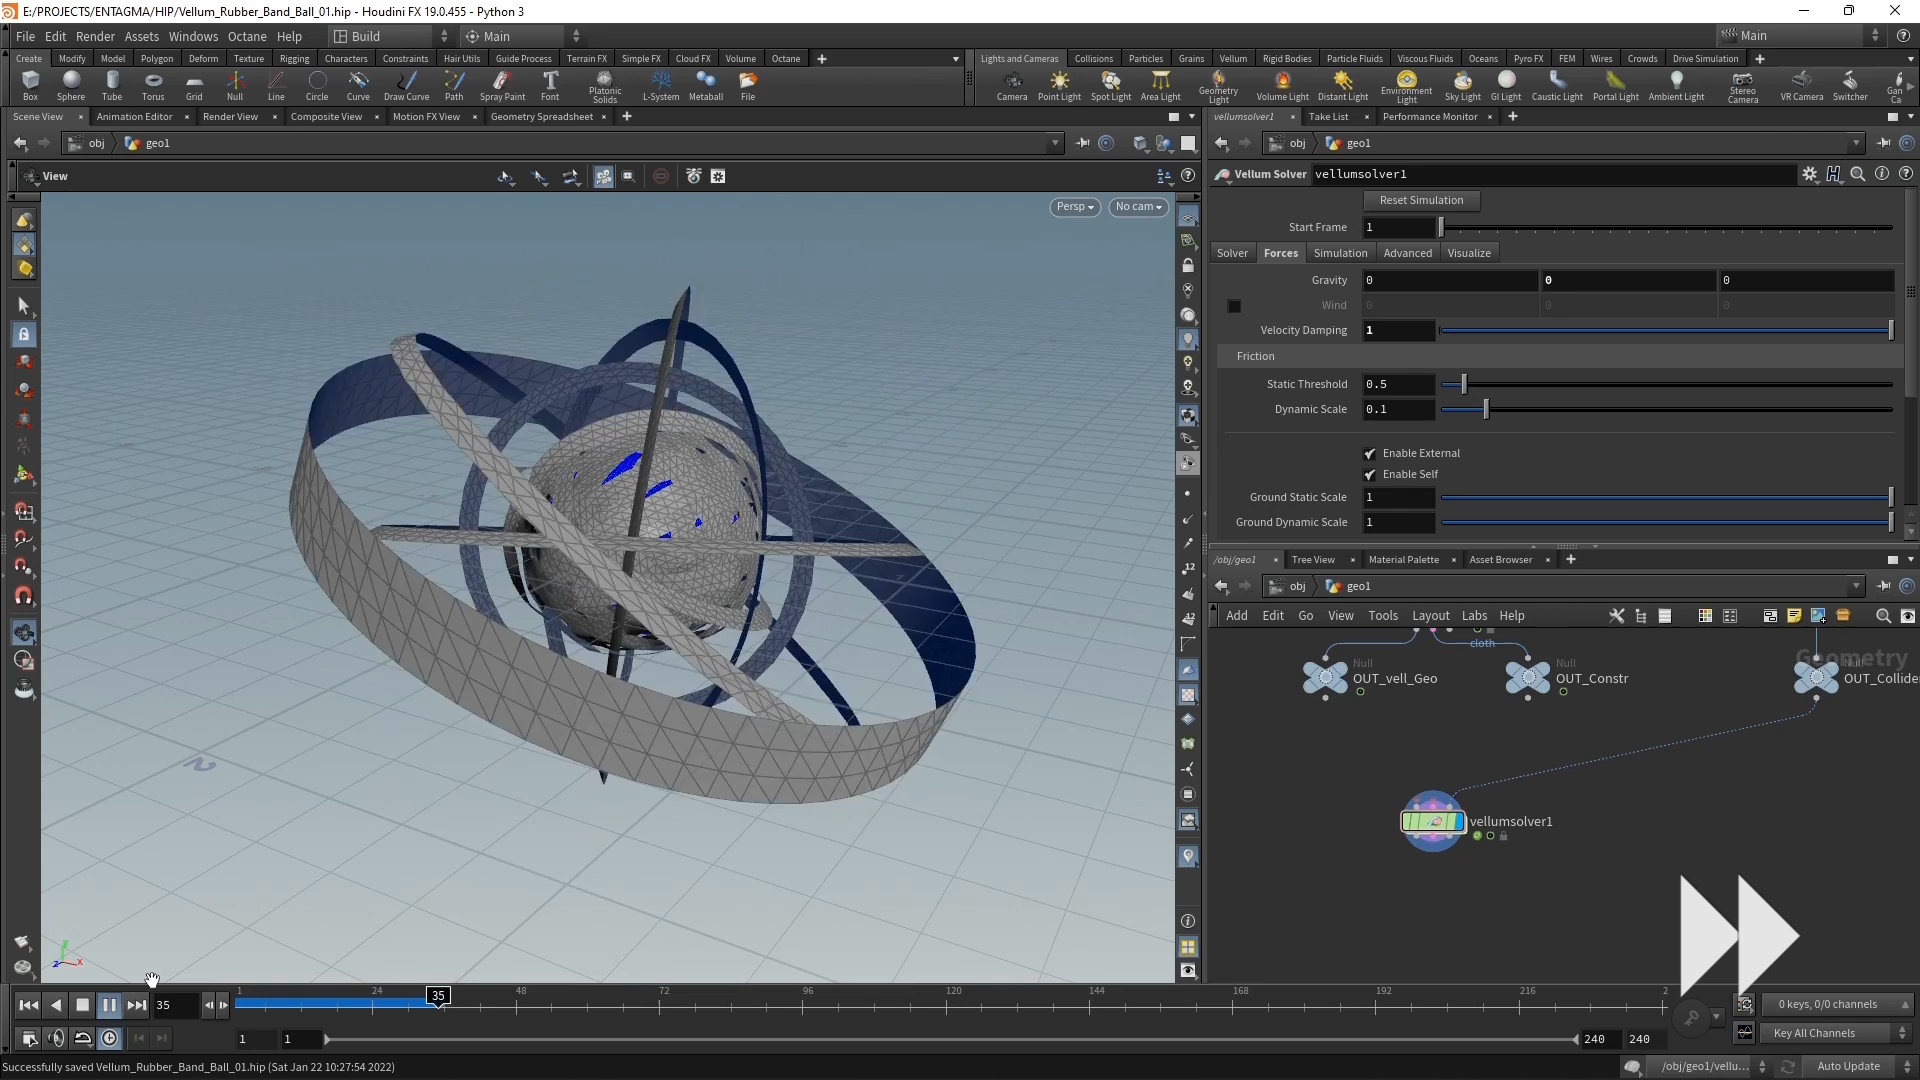 E:/PROJECTS/ENTAGMA/HIP/Vellum_Rubber_Band_Ball_01.hip - Houdini FX 19.0.455 - Python 3
File Edit Render Assets Windows Octane Help Build Main Main
Create Modify Model Polygon Deform Texture Rigging Characters Constraints Hair Utils Guide Process Terrain FX Simple FX Cloud FX Volume Octane
Lights and Cameras Collisions Particles Grains Vellum Rigid Bodies Particle Fluids Viscous Fluids Oceans Pyro FX FEM Wires Crowds Drive Simulation
Box Sphere Tube Torus Grid Null Line Circle Curve Draw Curve Path Spray Paint Font Platonic Solids L-System Metaball File
Camera Point Light Spot Light Area Light Geometry Light Volume Light Distant Light Environment Light Sky Light GI Light Caustic Light Portal Light Ambient Light Stereo Camera VR Camera Switcher Gan Ca
Scene View Animation Editor Render View Composite View Motion FX View Geometry Spreadsheet
vellumsolver1 Take List Performance Monitor
obj geo1
obj geo1
View
Vellum Solver vellumsolver1
Persp No cam
Reset Simulation
Start Frame 1
Solver Forces Simulation Advanced Visualize
Gravity 0 0 0
Wind 0 0 0
Velocity Damping 1
Friction
Static Threshold 0.5
Dynamic Scale 0.1
Enable External
Enable Self
Ground Static Scale 1
Ground Dynamic Scale 1
/obj/geo1 Tree View Material Palette Asset Browser
obj geo1
Add Edit Go View Tools Layout Labs Help
cloth
Geometry
Null Null Null
OUT_vell_Geo OUT_Constr OUT_Collider
vellumsolver1
2
z x
35 1 24 35 48 72 96 120 144 168 192 216 2
0 keys, 0/0 channels
1 1 240 240
Key All Channels
Successfully saved Vellum_Rubber_Band_Ball_01.hip (Sat Jan 22 10:27:54 2022)
/obj/geo1/vellu... Auto Update